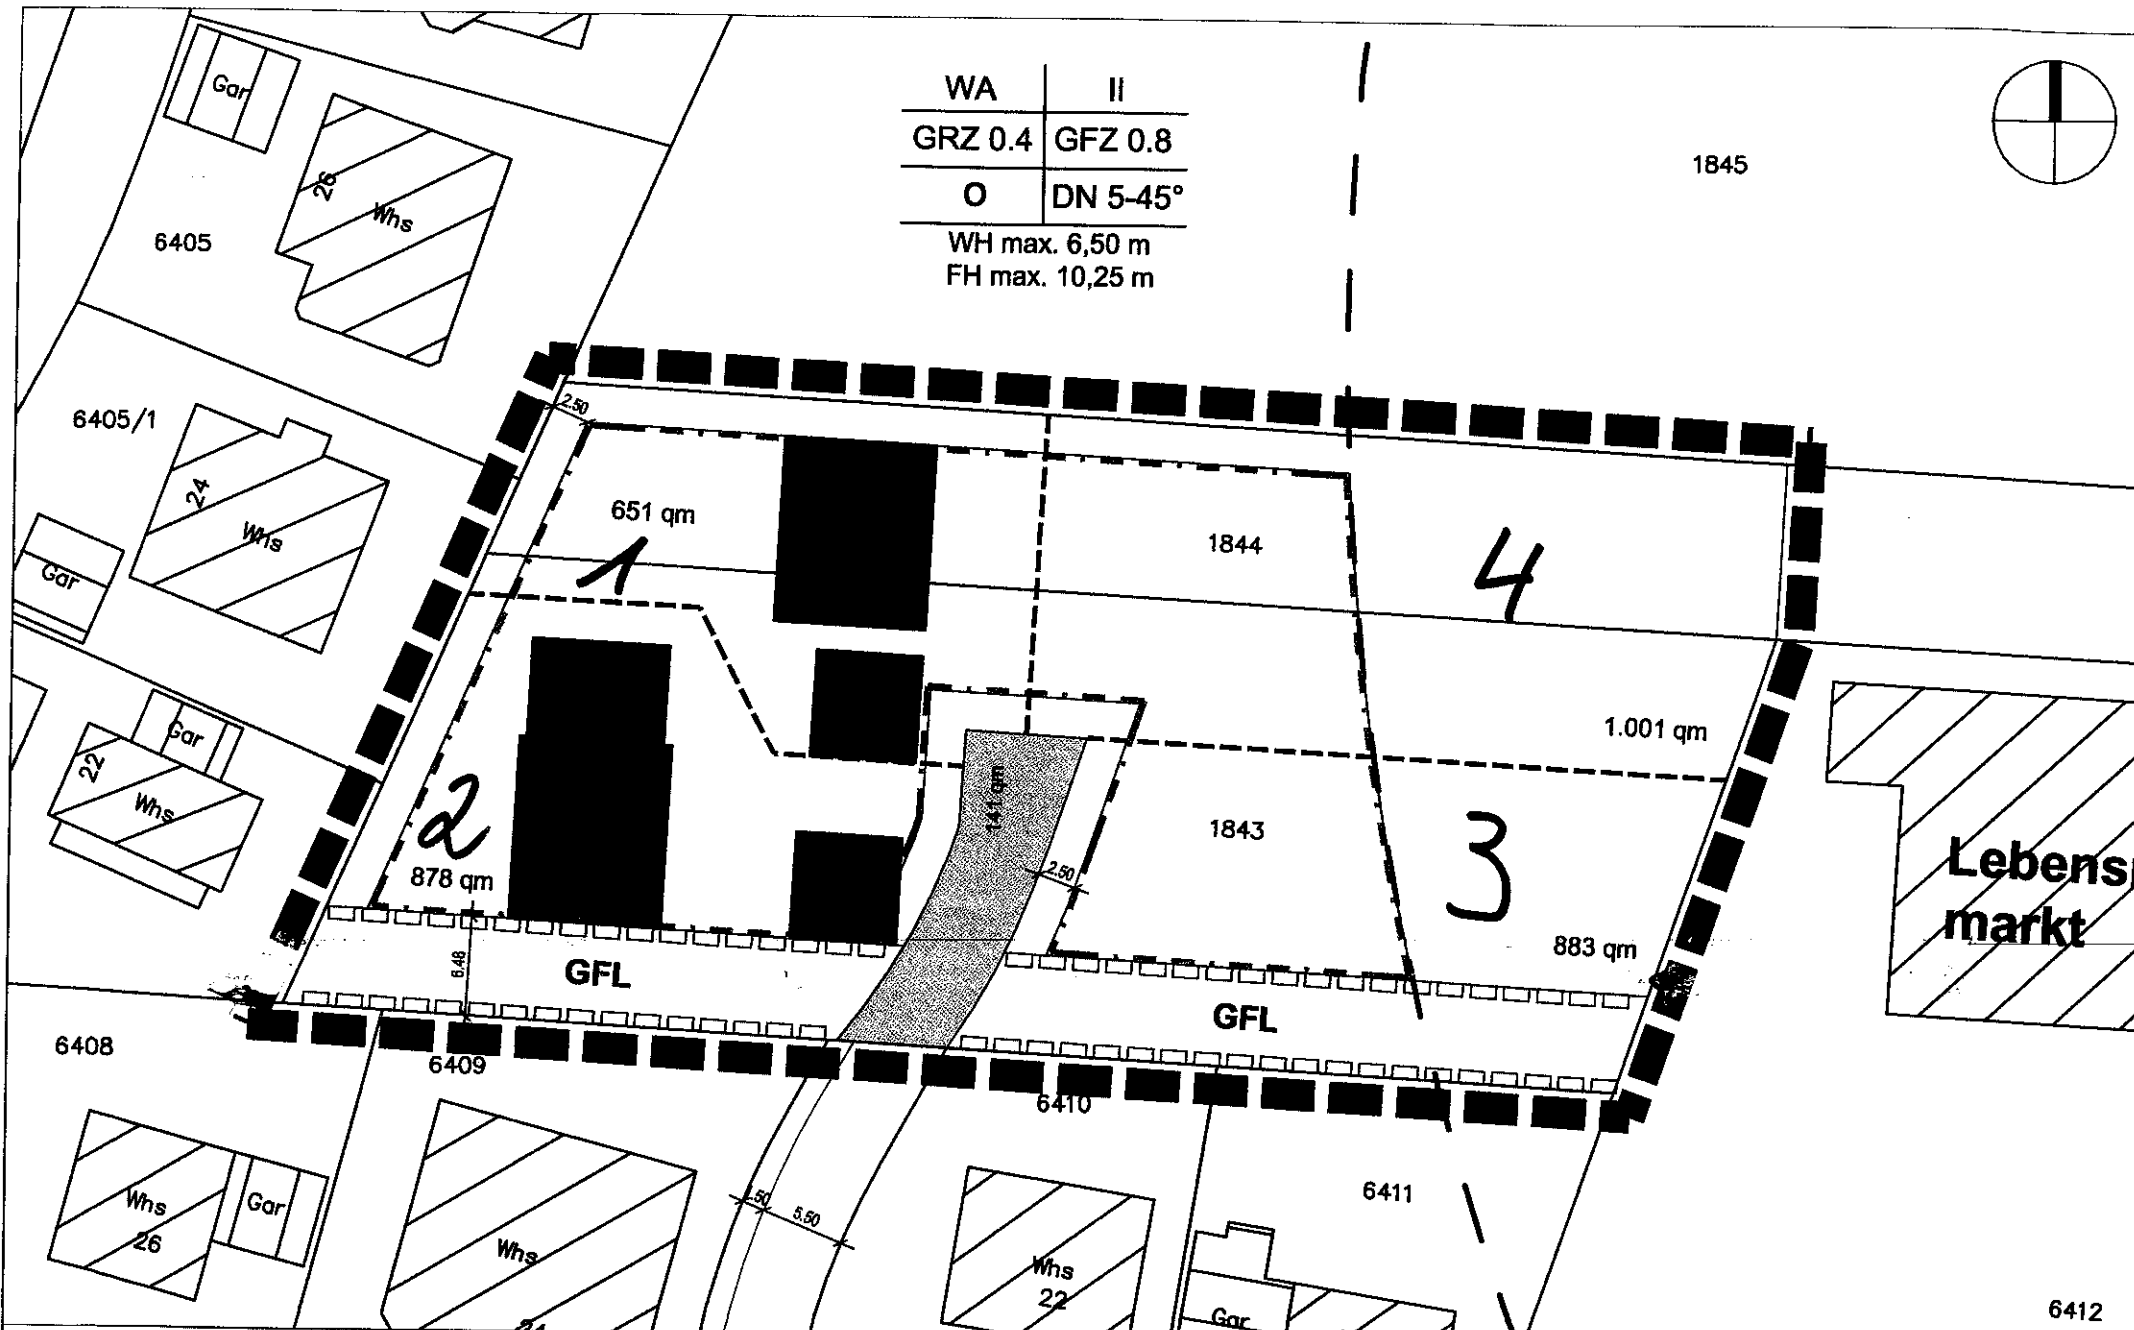 Gar
WA II
GRZ 0.4 GFZ 0.8
O DN 5-45°
WH max. 6,50 m
FH max. 10,25 m
1845
26
Whs
6405
6405/1
2.50
24
Whs
651 qm
1844
1
4
Gar
1.001 qm
Gar
22
Whs
2
141 qm
1843
3
2.50
878 qm
Lebens
markt
883 qm
6.48
GFL
GFL
6408
6409
6410
6411
Whs
26
Gar
.50
5.50
Whs
Whs
22
Gar
6412